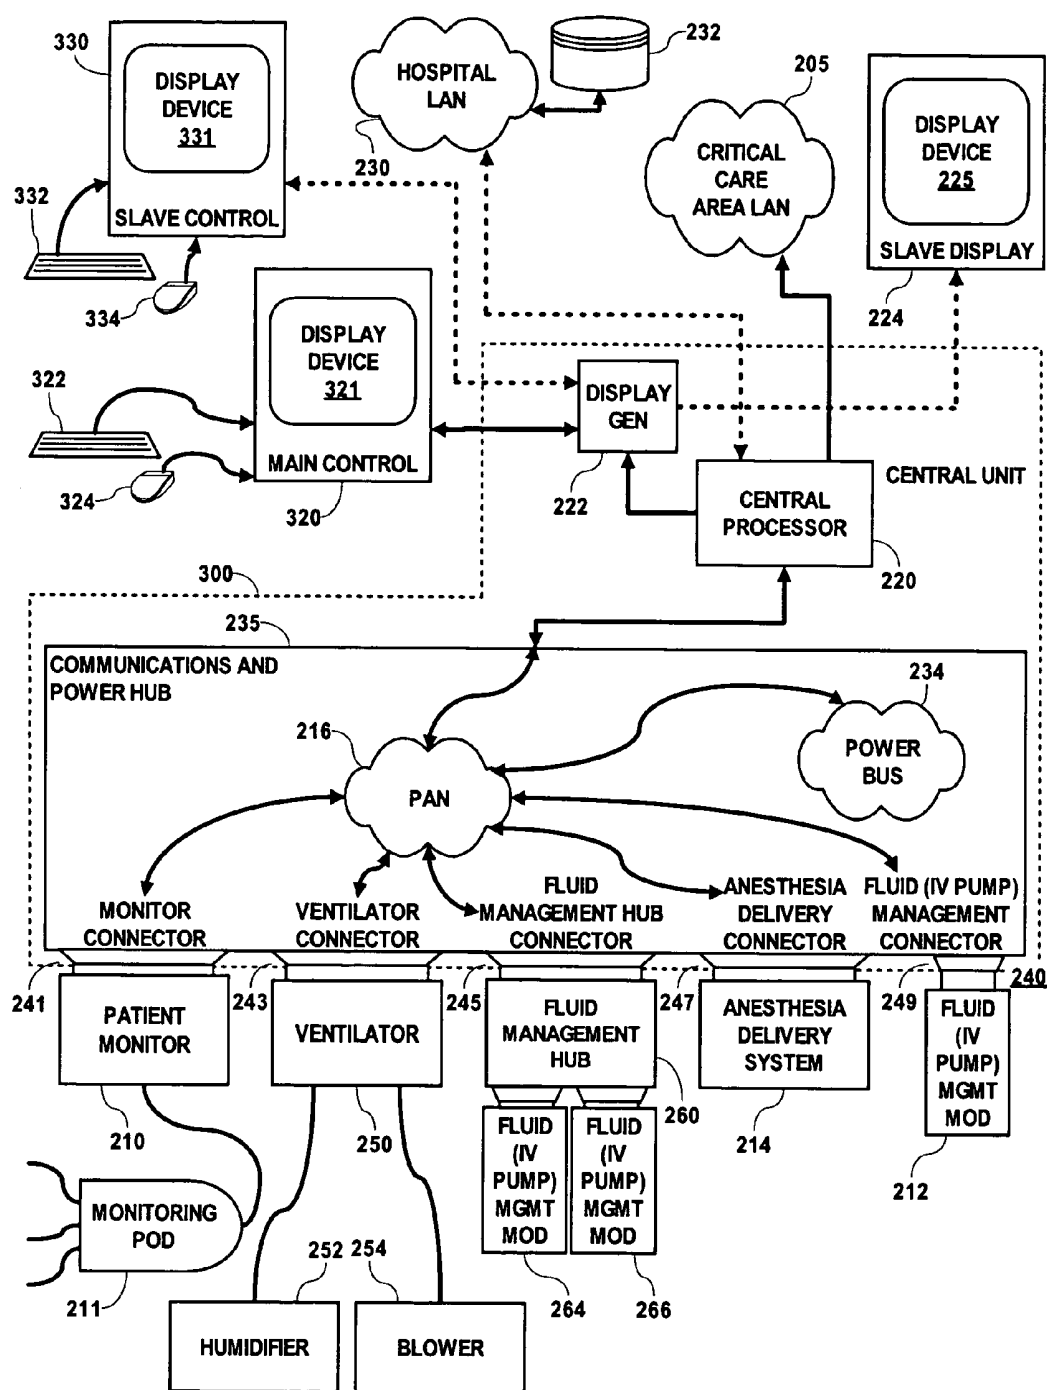 330
DISPLAY
DEVICE
331
SLAVE CONTROL
332
334
HOSPITAL
LAN
230
232
205
CRITICAL
CARE
AREA LAN
DISPLAY
DEVICE
225
SLAVE DISPLAY
224
322
324
DISPLAY
DEVICE
321
MAIN CONTROL
320
DISPLAY
GEN
222
CENTRAL UNIT
CENTRAL
PROCESSOR
220
300
235
COMMUNICATIONS AND
POWER HUB
234
216
PAN
POWER
BUS
MONITOR
CONNECTOR
VENTILATOR
CONNECTOR
FLUID
MANAGEMENT HUB
CONNECTOR
ANESTHESIA
DELIVERY
CONNECTOR
FLUID (IV PUMP)
MANAGEMENT
CONNECTOR
241
243
245
247
249
240
PATIENT
MONITOR
210
VENTILATOR
250
FLUID
MANAGEMENT
HUB
260
ANESTHESIA
DELIVERY
SYSTEM
214
FLUID
(IV
PUMP)
MGMT
MOD
212
FLUID
(IV
PUMP)
MGMT
MOD
264
FLUID
(IV
PUMP)
MGMT
MOD
266
MONITORING
POD
211
252
254
HUMIDIFIER
BLOWER